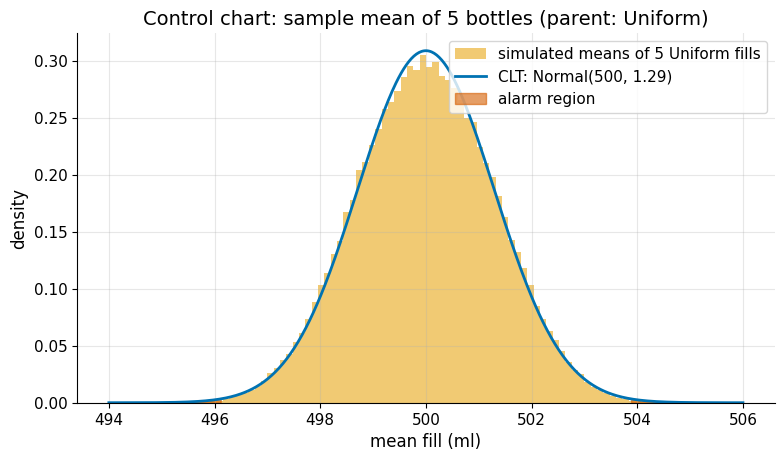 Control chart: sample mean of 5 bottles (parent: Uniform)
simulated means of 5 Uniform fills
CLT: Normal(500, 1.29)
alarm region
density
0.30
0.25
0.20
0.15
0.10
0.05
0.00
494 496 498 500 502 504 506
mean fill (ml)